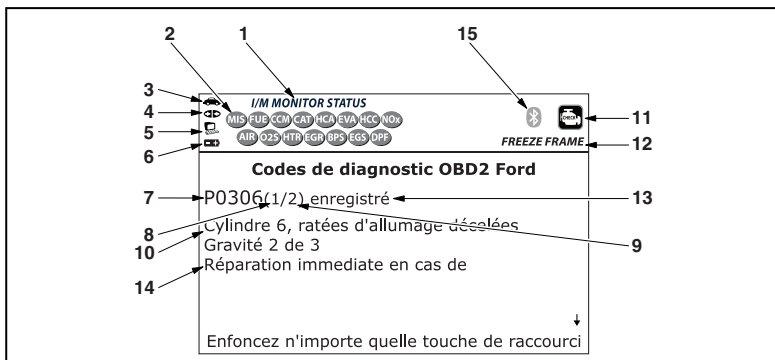 2 1 15
3
4
5
6
I/M MONITOR STATUS
MIS FUE CCM CAT HCA EVA HCC NOx
AIR O2S HTR EGR BPS EGS DPF
CHECK
11
FREEZE FRAME 12
Codes de diagnostic OBD2 Ford
7 P0306(1/2) enregistré 13
8 9
10 Cylindre 6, ratées d'allumage décelées
Gravité 2 de 3
14 Réparation immediate en cas de
Enfoncez n'importe quelle touche de raccourci